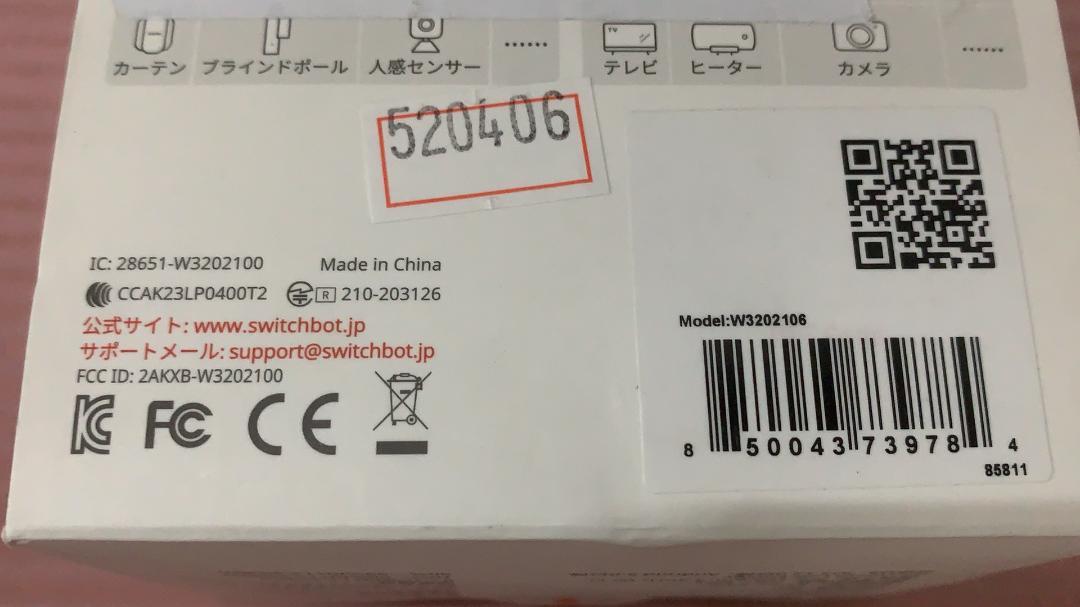 カーテン
ブラインドポール
人感センサー
......
TV
テレビ
ヒーター
カメラ
......
520406
IC: 28651-W3202100
Made in China
CCAK23LP0400T2
R 210-203126
公式サイト: www.switchbot.jp
サポートメール: support@switchbot.jp
FCC ID: 2AKXB-W3202100
Model:W3202106
8 50043 73978 4
85811